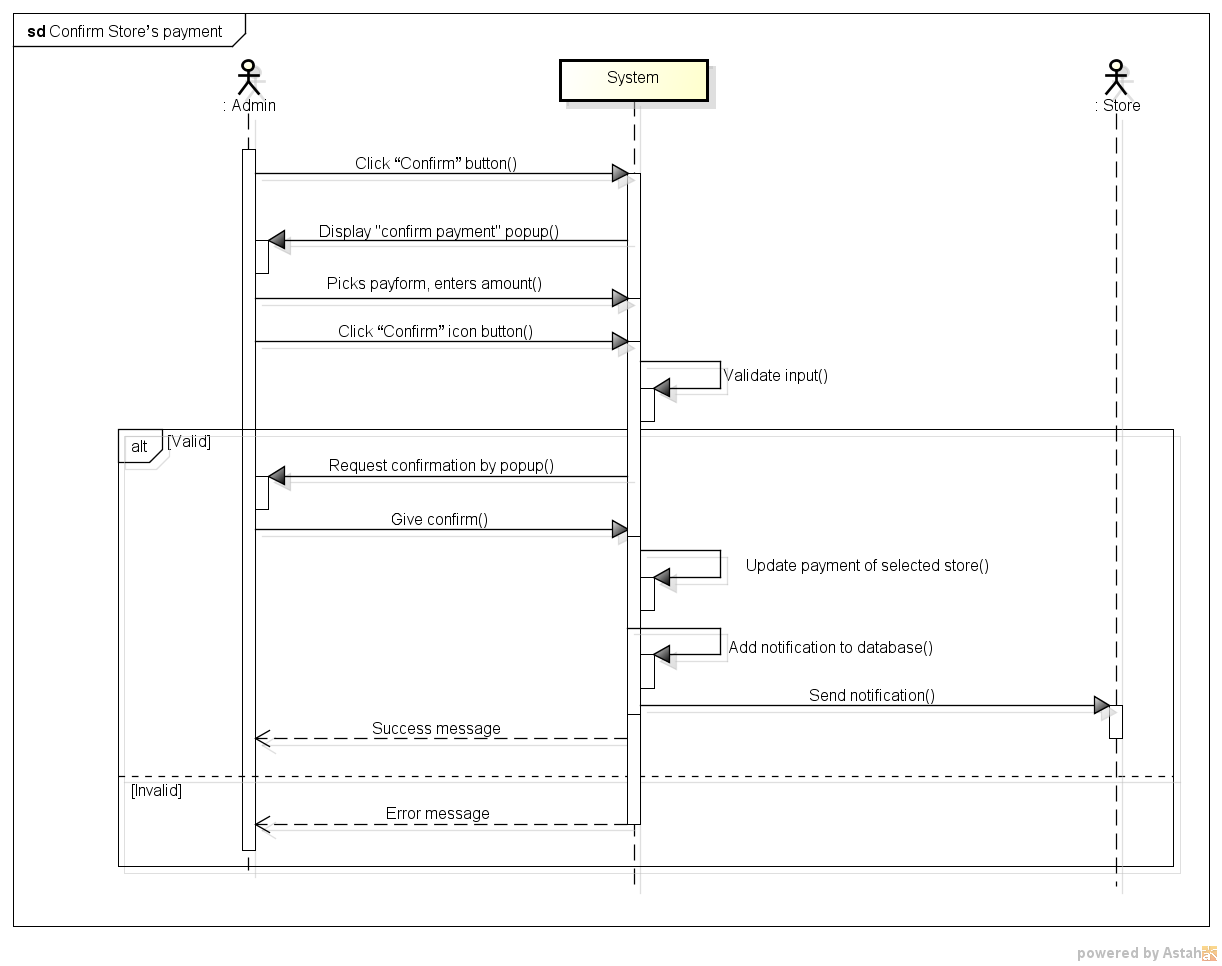 sd Confirm Store's payment
: Admin
System
: Store
Click “Confirm” button()
Display "confirm payment" popup()
Picks payform, enters amount()
Click “Confirm” icon button()
Validate input()
alt [Valid]
Request confirmation by popup()
Give confirm()
Update payment of selected store()
Add notification to database()
Send notification()
Success message
[Invalid]
Error message
powered by Astah